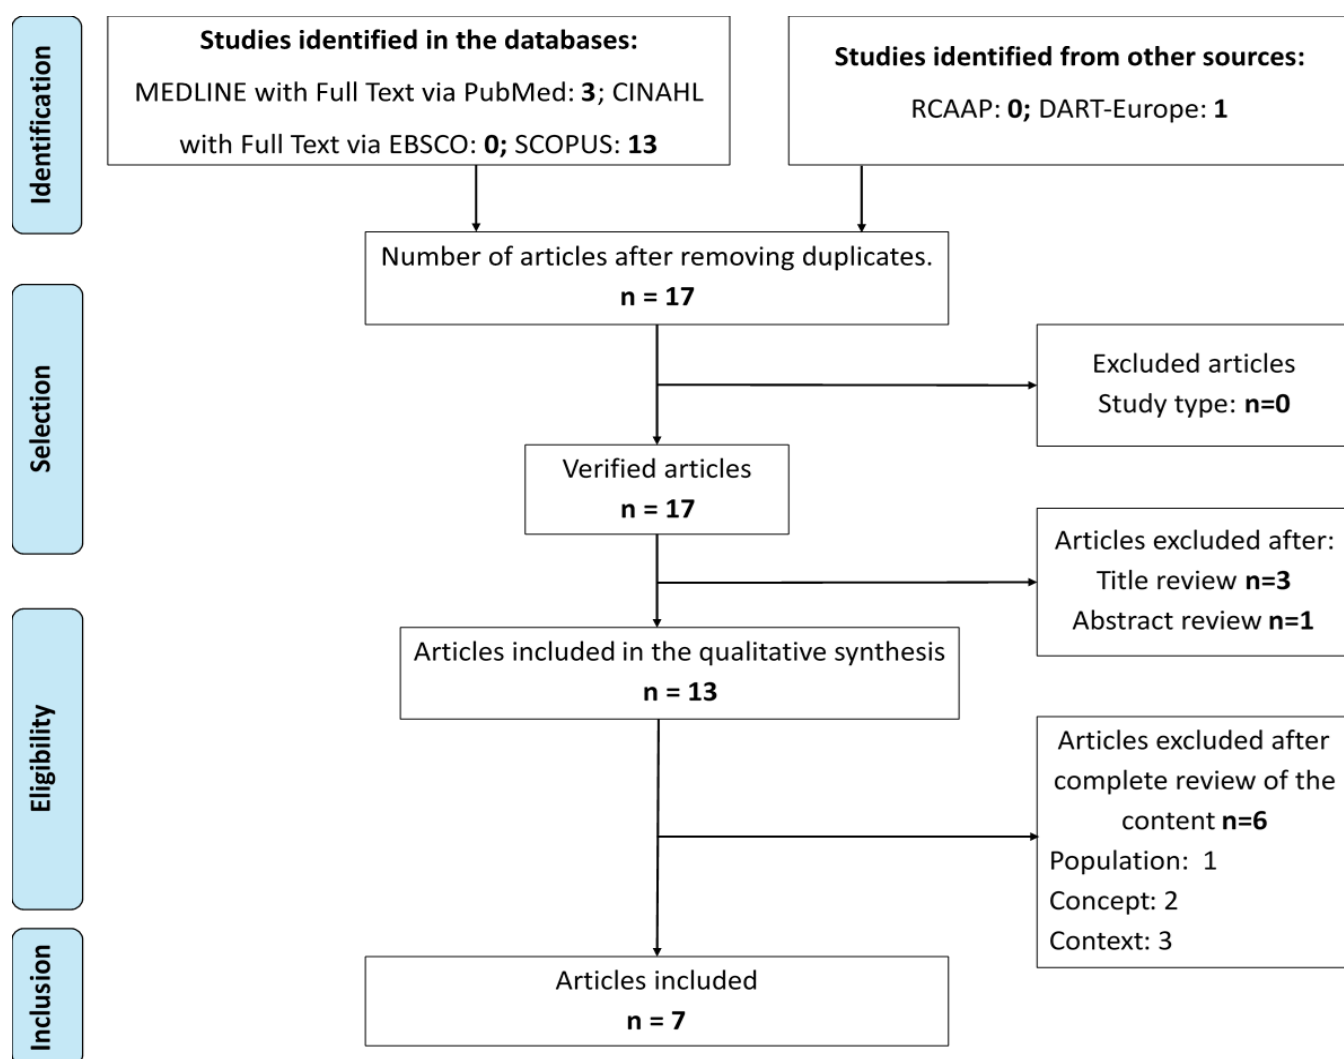 Identification
Studies identified in the databases:
MEDLINE with Full Text via PubMed: 3; CINAHL
with Full Text via EBSCO: 0; SCOPUS: 13
Studies identified from other sources:
RCAAP: 0; DART-Europe: 1
Number of articles after removing duplicates.
n = 17
Selection
Excluded articles
Study type: n=0
Verified articles
n = 17
Articles excluded after:
Title review n=3
Abstract review n=1
Eligibility
Articles included in the qualitative synthesis
n = 13
Articles excluded after
complete review of the
content n=6
Population: 1
Concept: 2
Context: 3
Inclusion
Articles included
n = 7